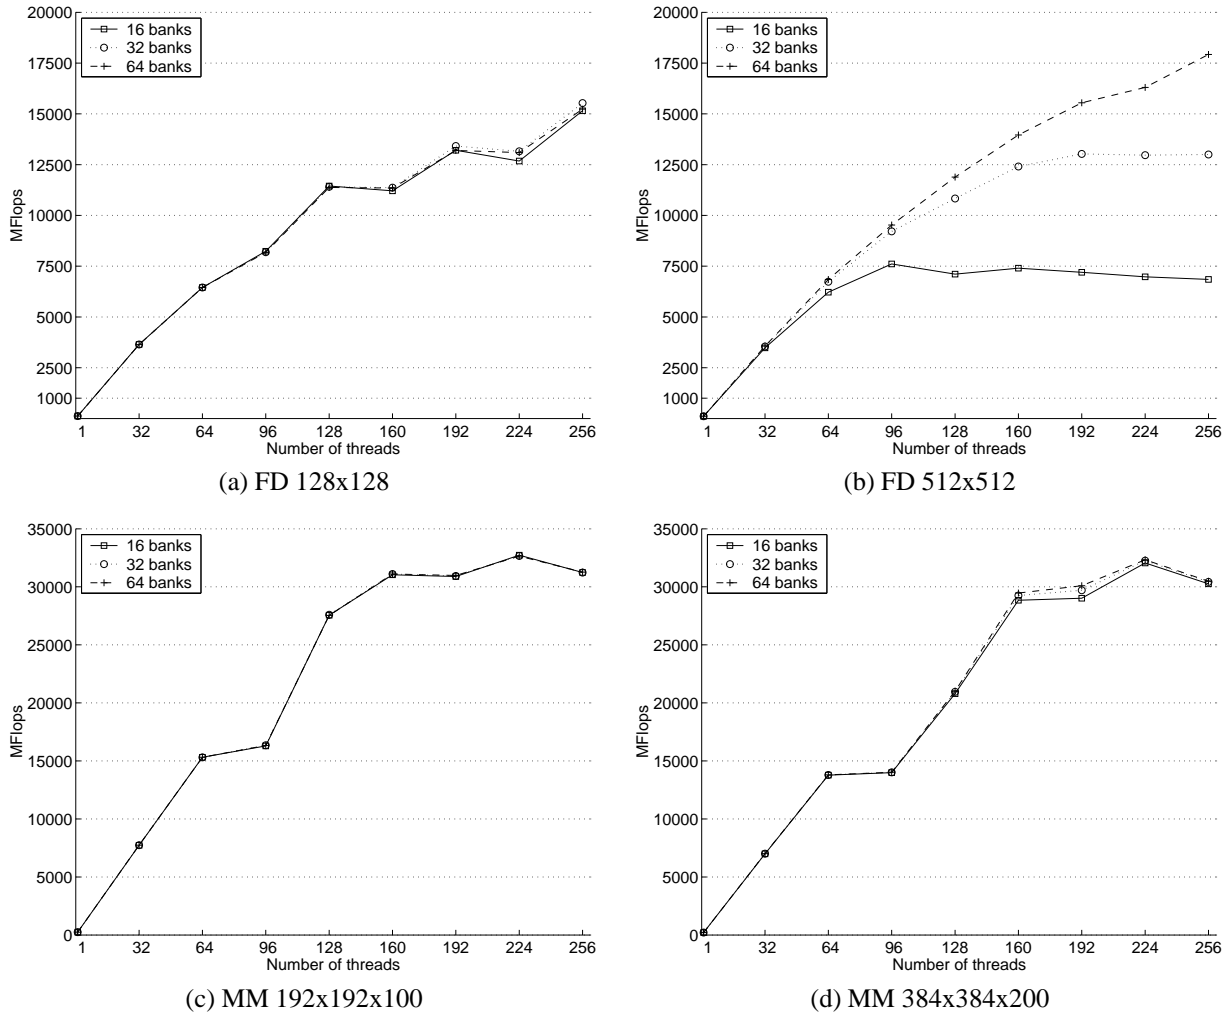 20000
17500
15000
12500
10000
7500
5000
2500
1000
MFlops
16 banks
32 banks
64 banks
1 32 64 96 128 160 192 224 256
Number of threads
(a) FD 128x128
20000
17500
15000
12500
10000
7500
5000
2500
1000
MFlops
16 banks
32 banks
64 banks
1 32 64 96 128 160 192 224 256
Number of threads
(b) FD 512x512
35000
30000
25000
20000
15000
10000
5000
0
MFlops
16 banks
32 banks
64 banks
1 32 64 96 128 160 192 224 256
Number of threads
(c) MM 192x192x100
35000
30000
25000
20000
15000
10000
5000
0
MFlops
16 banks
32 banks
64 banks
1 32 64 96 128 160 192 224 256
Number of threads
(d) MM 384x384x200